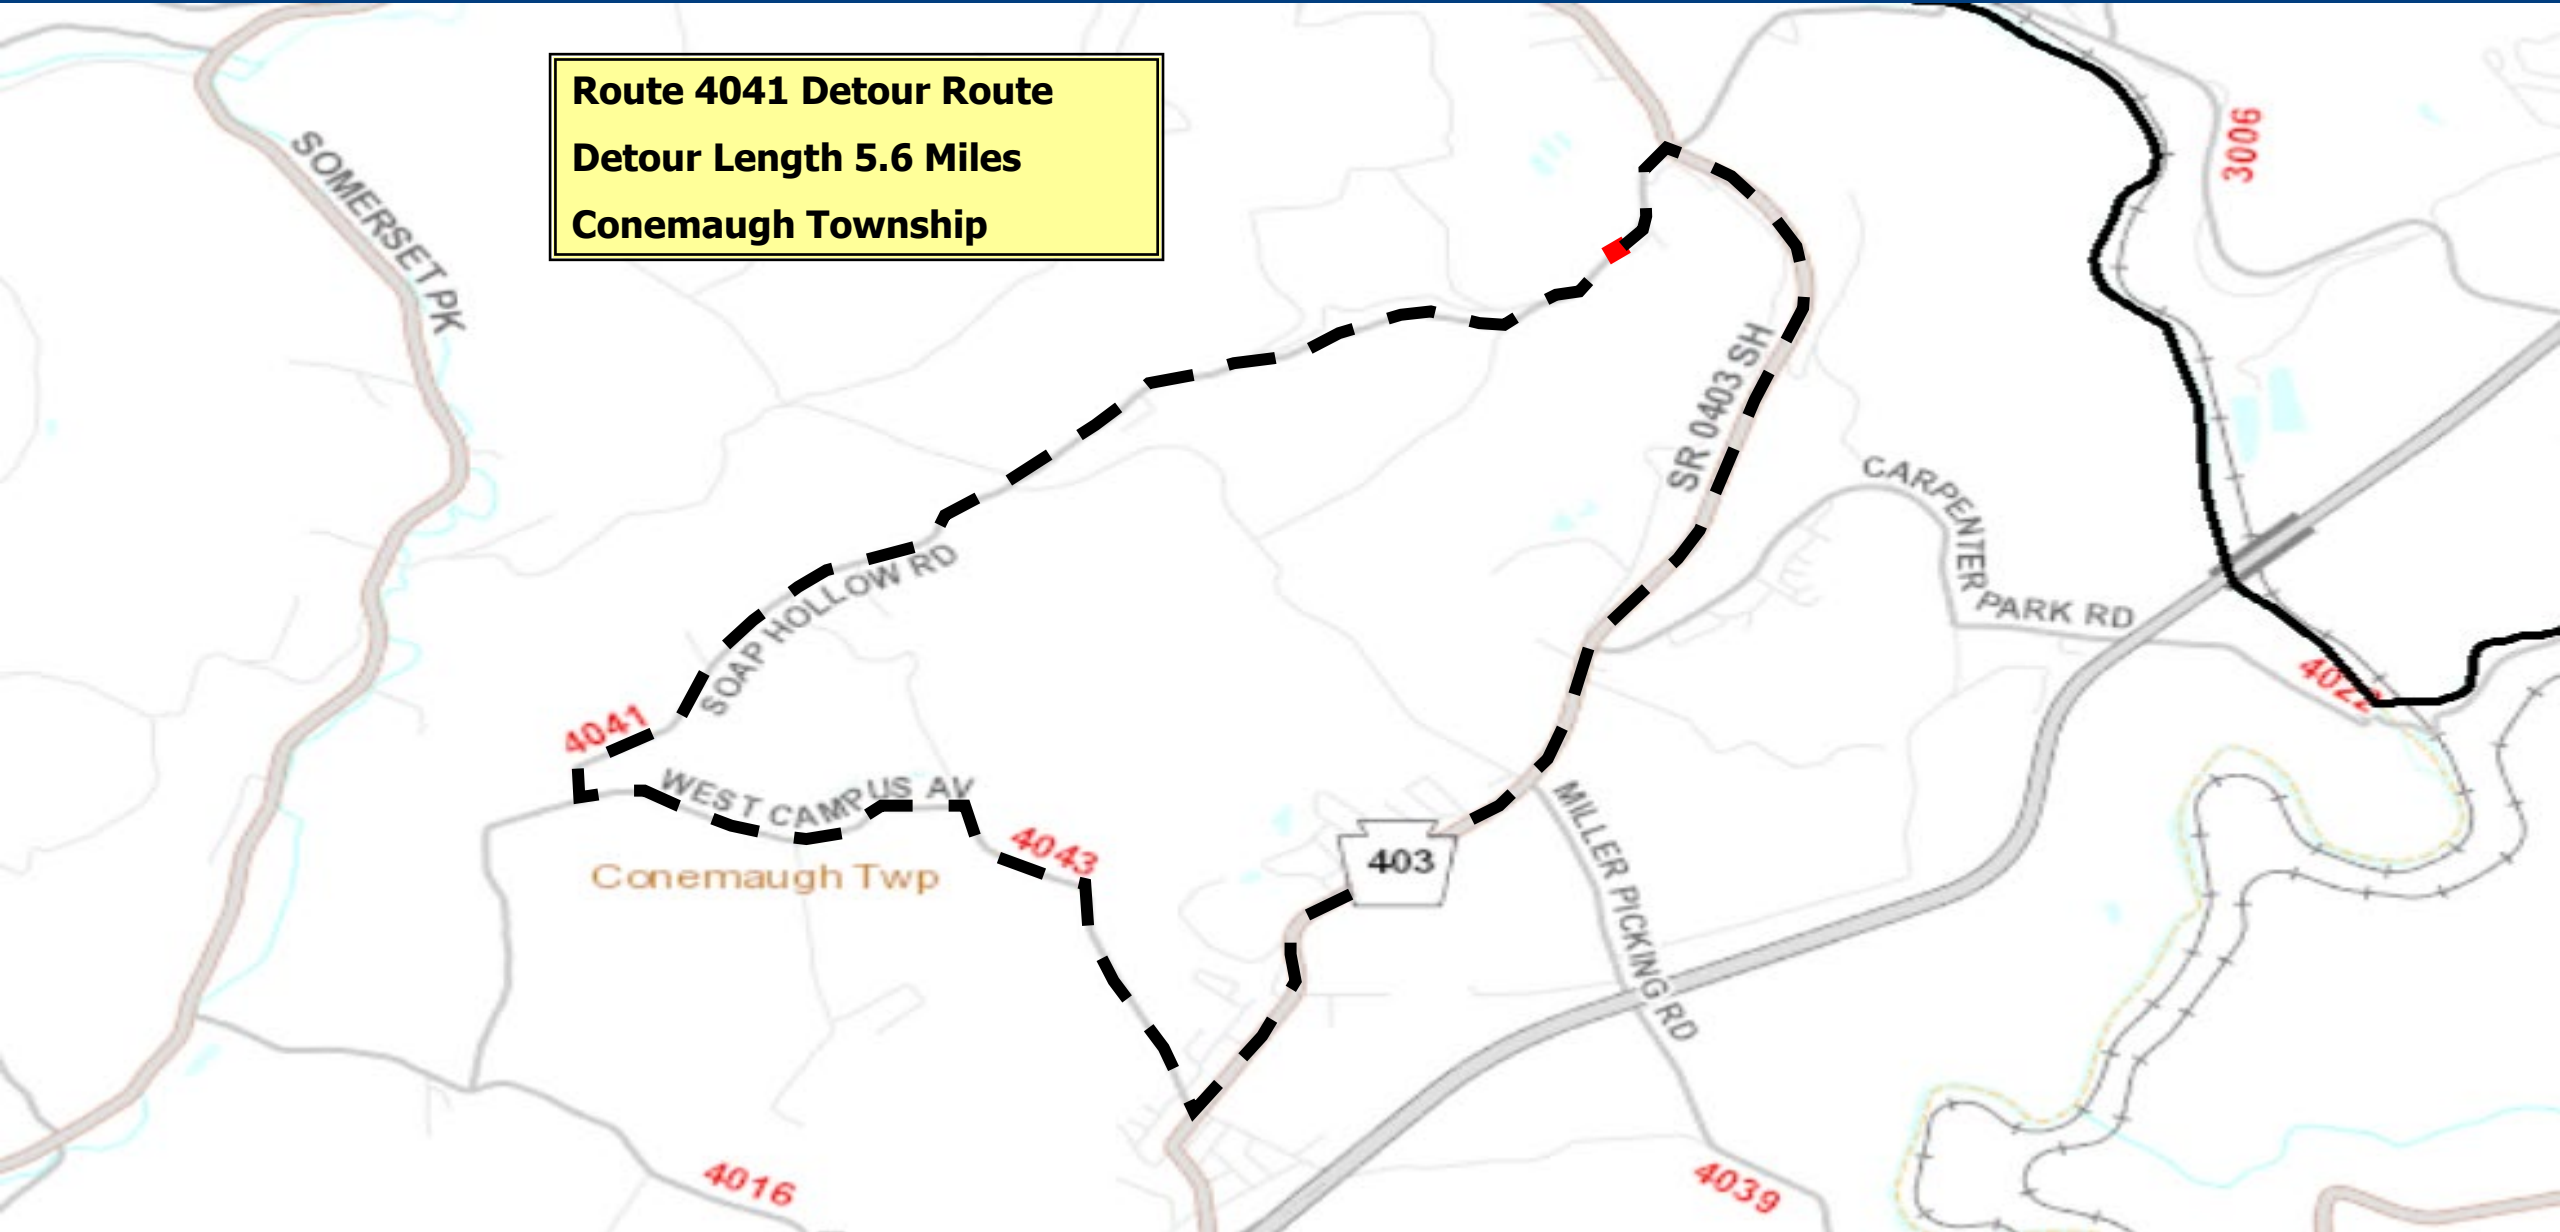 Route 4041 Detour Route
Detour Length 5.6 Miles
Conemaugh Township
SOMERSET PK
3006
SR 0403 SH
CARPENTER PARK RD
SOAP HOLLOW RD
4022
4041
WEST CAMPUS AV
4043
Conemaugh Twp
403
MILLER PICKING RD
4016
4039